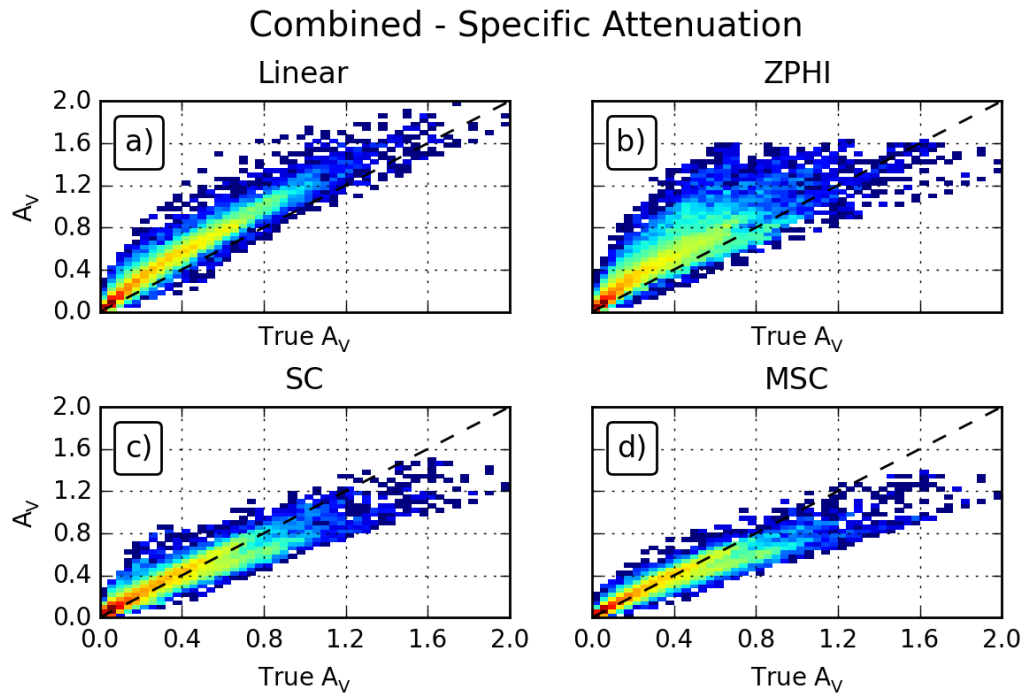 Combined - Specific Attenuation
Linear
ZPHI
2.0
1.6
1.2
0.8
0.4
0.0
A_V
a)
b)
True A_V
True A_V
SC
MSC
2.0
1.6
1.2
0.8
0.4
0.0
A_V
c)
d)
0.0 0.4 0.8 1.2 1.6 2.0
0.0 0.4 0.8 1.2 1.6 2.0
True A_V
True A_V